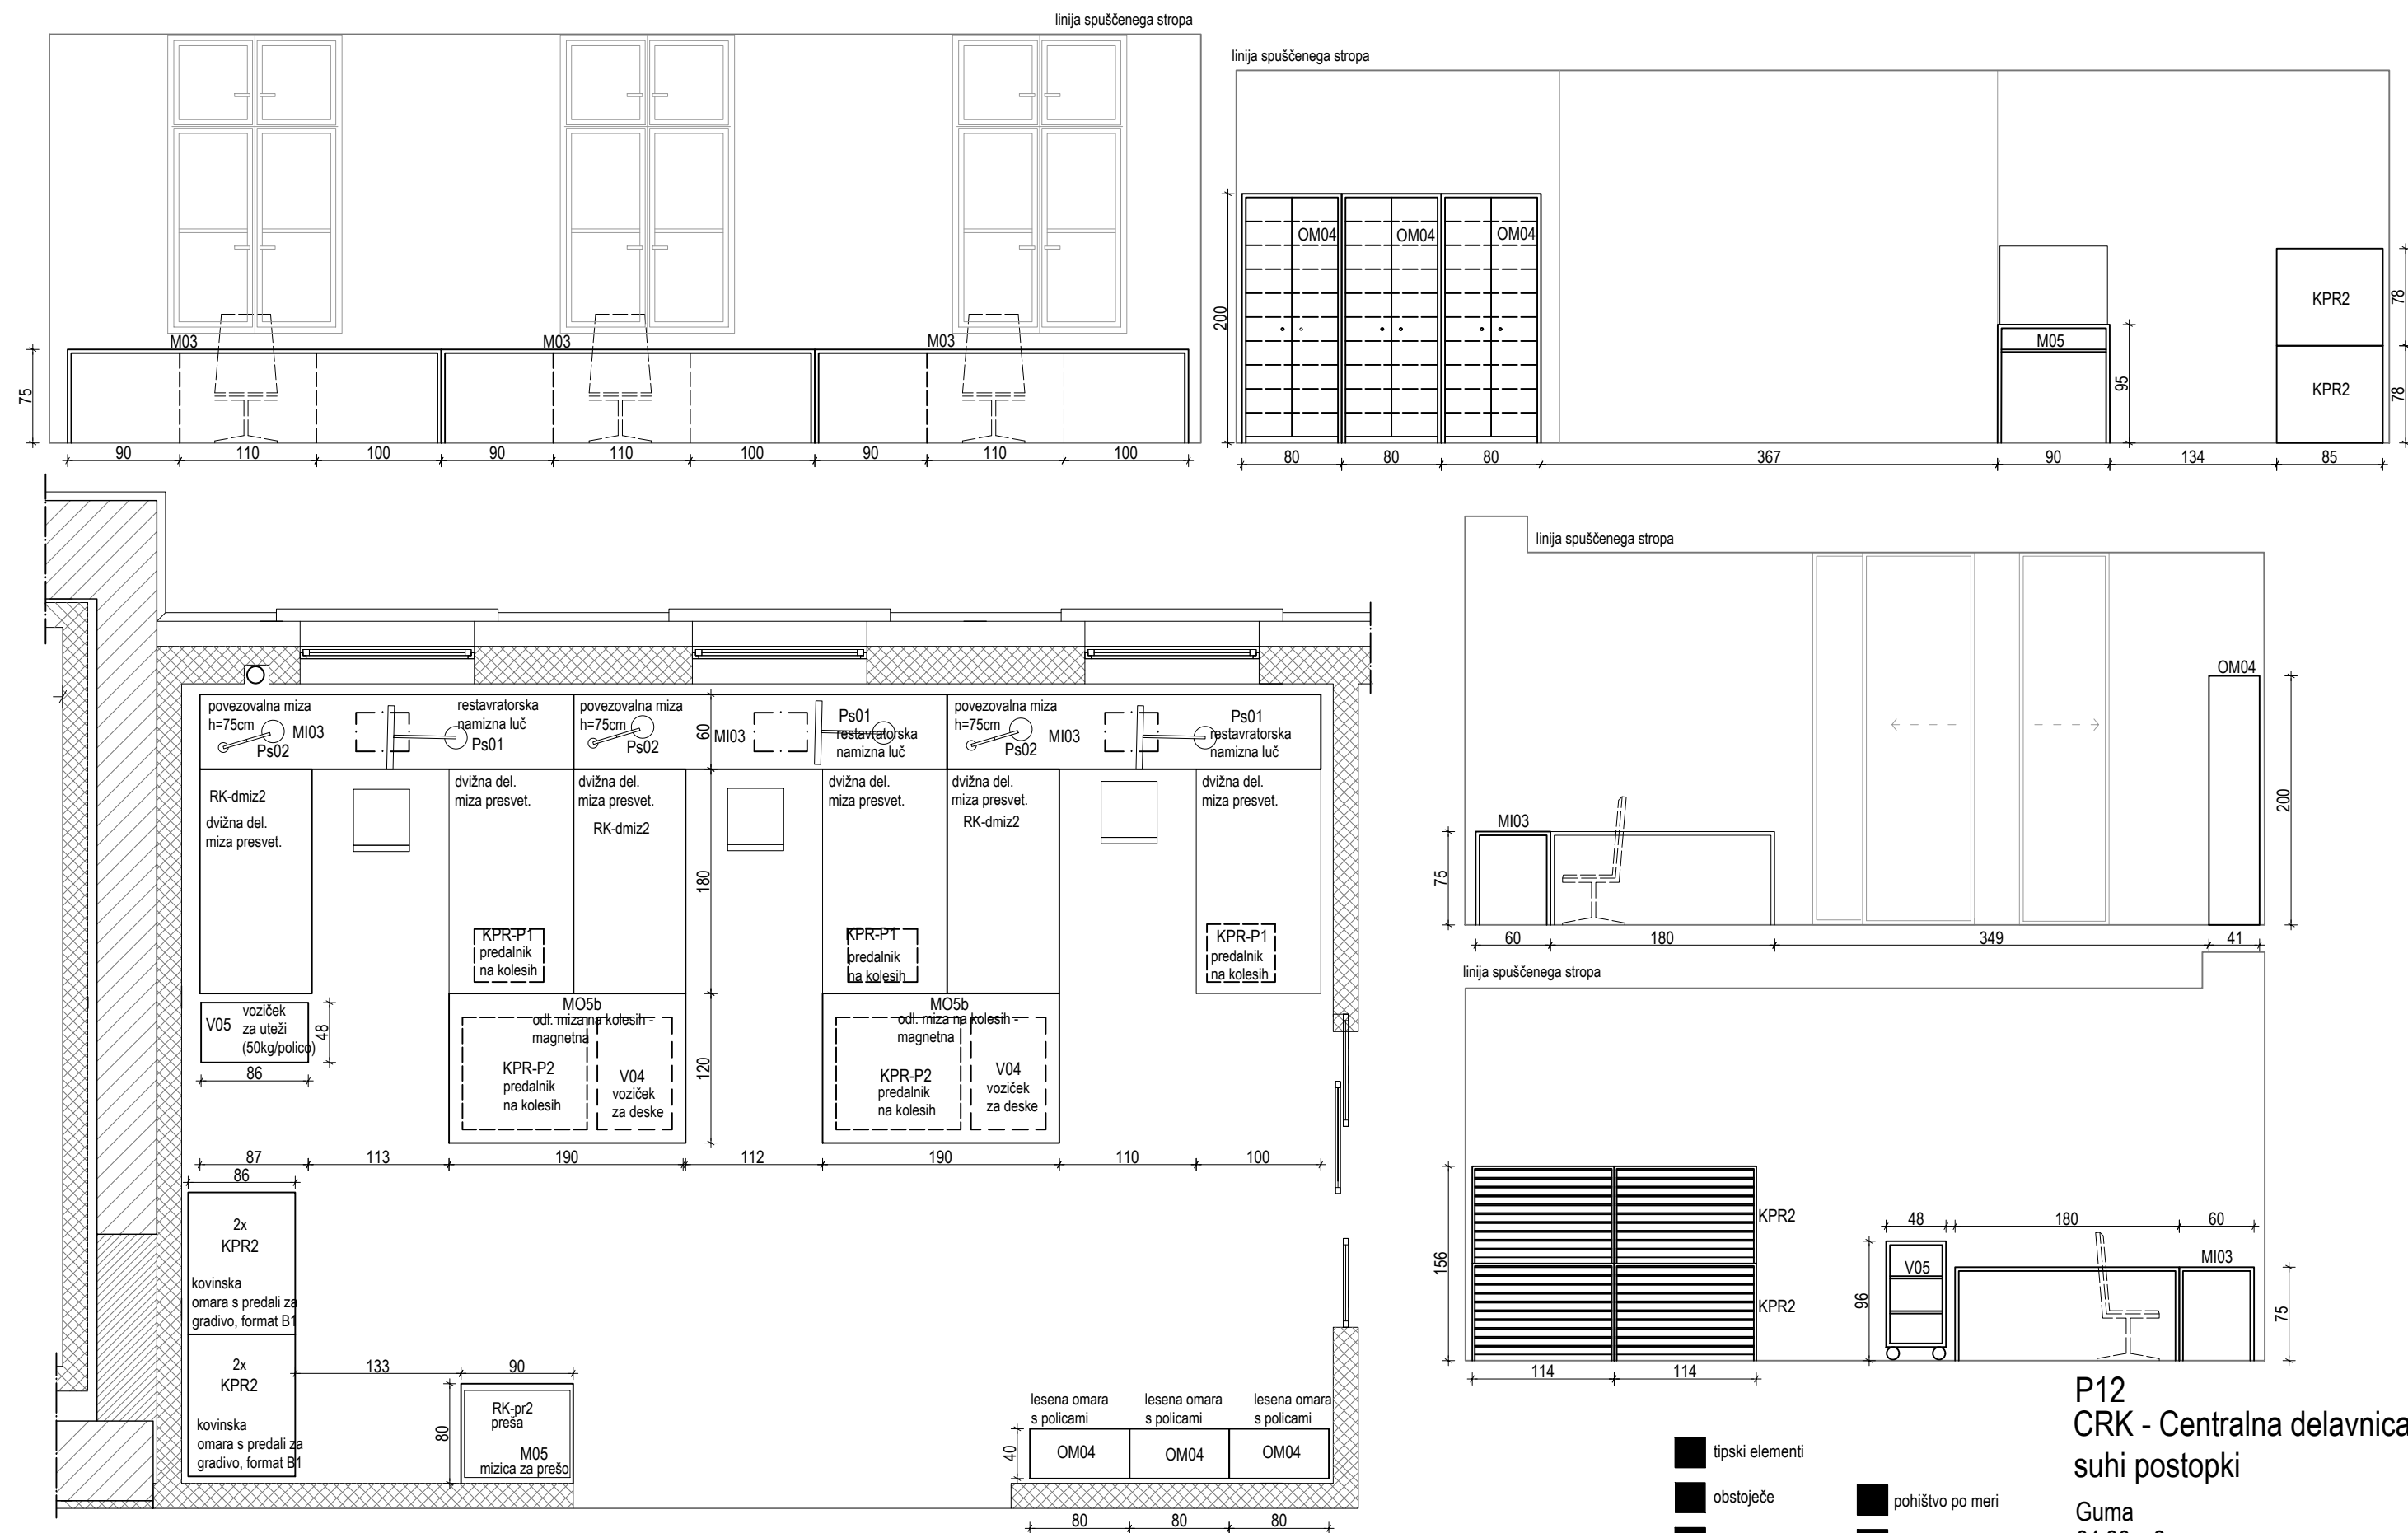 linija spuščenega stropa
M03
M03
M03
75
90
110
100
90
110
100
90
110
100
linija spuščenega stropa
OM04
OM04
OM04
200
M05
95
KPR2
KPR2
78
78
80
80
80
367
90
134
85
povezovalna miza
h=75cm
MI03
Ps02
restavratorska
namizna luč
Ps01
povezovalna miza
h=75cm
Ps02
60
MI03
Ps01
restavratorska
namizna luč
povezovalna miza
h=75cm
MI03
Ps02
Ps01
restavratorska
namizna luč
RK-dmiz2
dvižna del.
miza presvet.
dvižna del.
miza presvet.
dvižna del.
miza presvet.
RK-dmiz2
180
dvižna del.
miza presvet.
dvižna del.
miza presvet.
RK-dmiz2
dvižna del.
miza presvet.
KPR-P1
predalnik
na kolesih
KPR-P1
predalnik
na kolesih
KPR-P1
predalnik
na kolesih
V05
voziček
za uteži
(50kg/polico)
48
86
MO5b
odl. miza na kolesih -
magnetna
KPR-P2
predalnik
na kolesih
V04
voziček
za deske
120
MO5b
odl. miza na kolesih -
magnetna
KPR-P2
predalnik
na kolesih
V04
voziček
za deske
87
113
190
112
190
110
100
86
2x
KPR2
kovinska
omara s predali za
gradivo, format B1
2x
KPR2
kovinska
omara s predali za
gradivo, format B1
133
90
80
RK-pr2
preša
M05
mizica za prešo
lesena omara
s policami
lesena omara
s policami
lesena omara
s policami
40
OM04
OM04
OM04
80
80
80
linija spuščenega stropa
OM04
MI03
75
200
60
180
349
41
linija spuščenega stropa
156
KPR2
KPR2
114
114
48
180
60
96
V05
MI03
75
P12
CRK - Centralna delavnica
suhi postopki
Guma
tipski elementi
obstoječe
pohištvo po meri